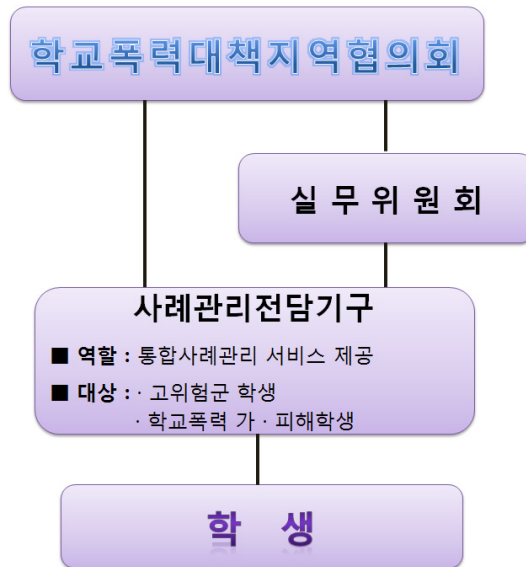 학교폭력대책지역협의회
실 무 위 원 회
사례관리전담기구
■ 역할 : 통합사례관리 서비스 제공
■ 대상 : · 고위험군 학생
· 학교폭력 가 · 피해학생
학 생